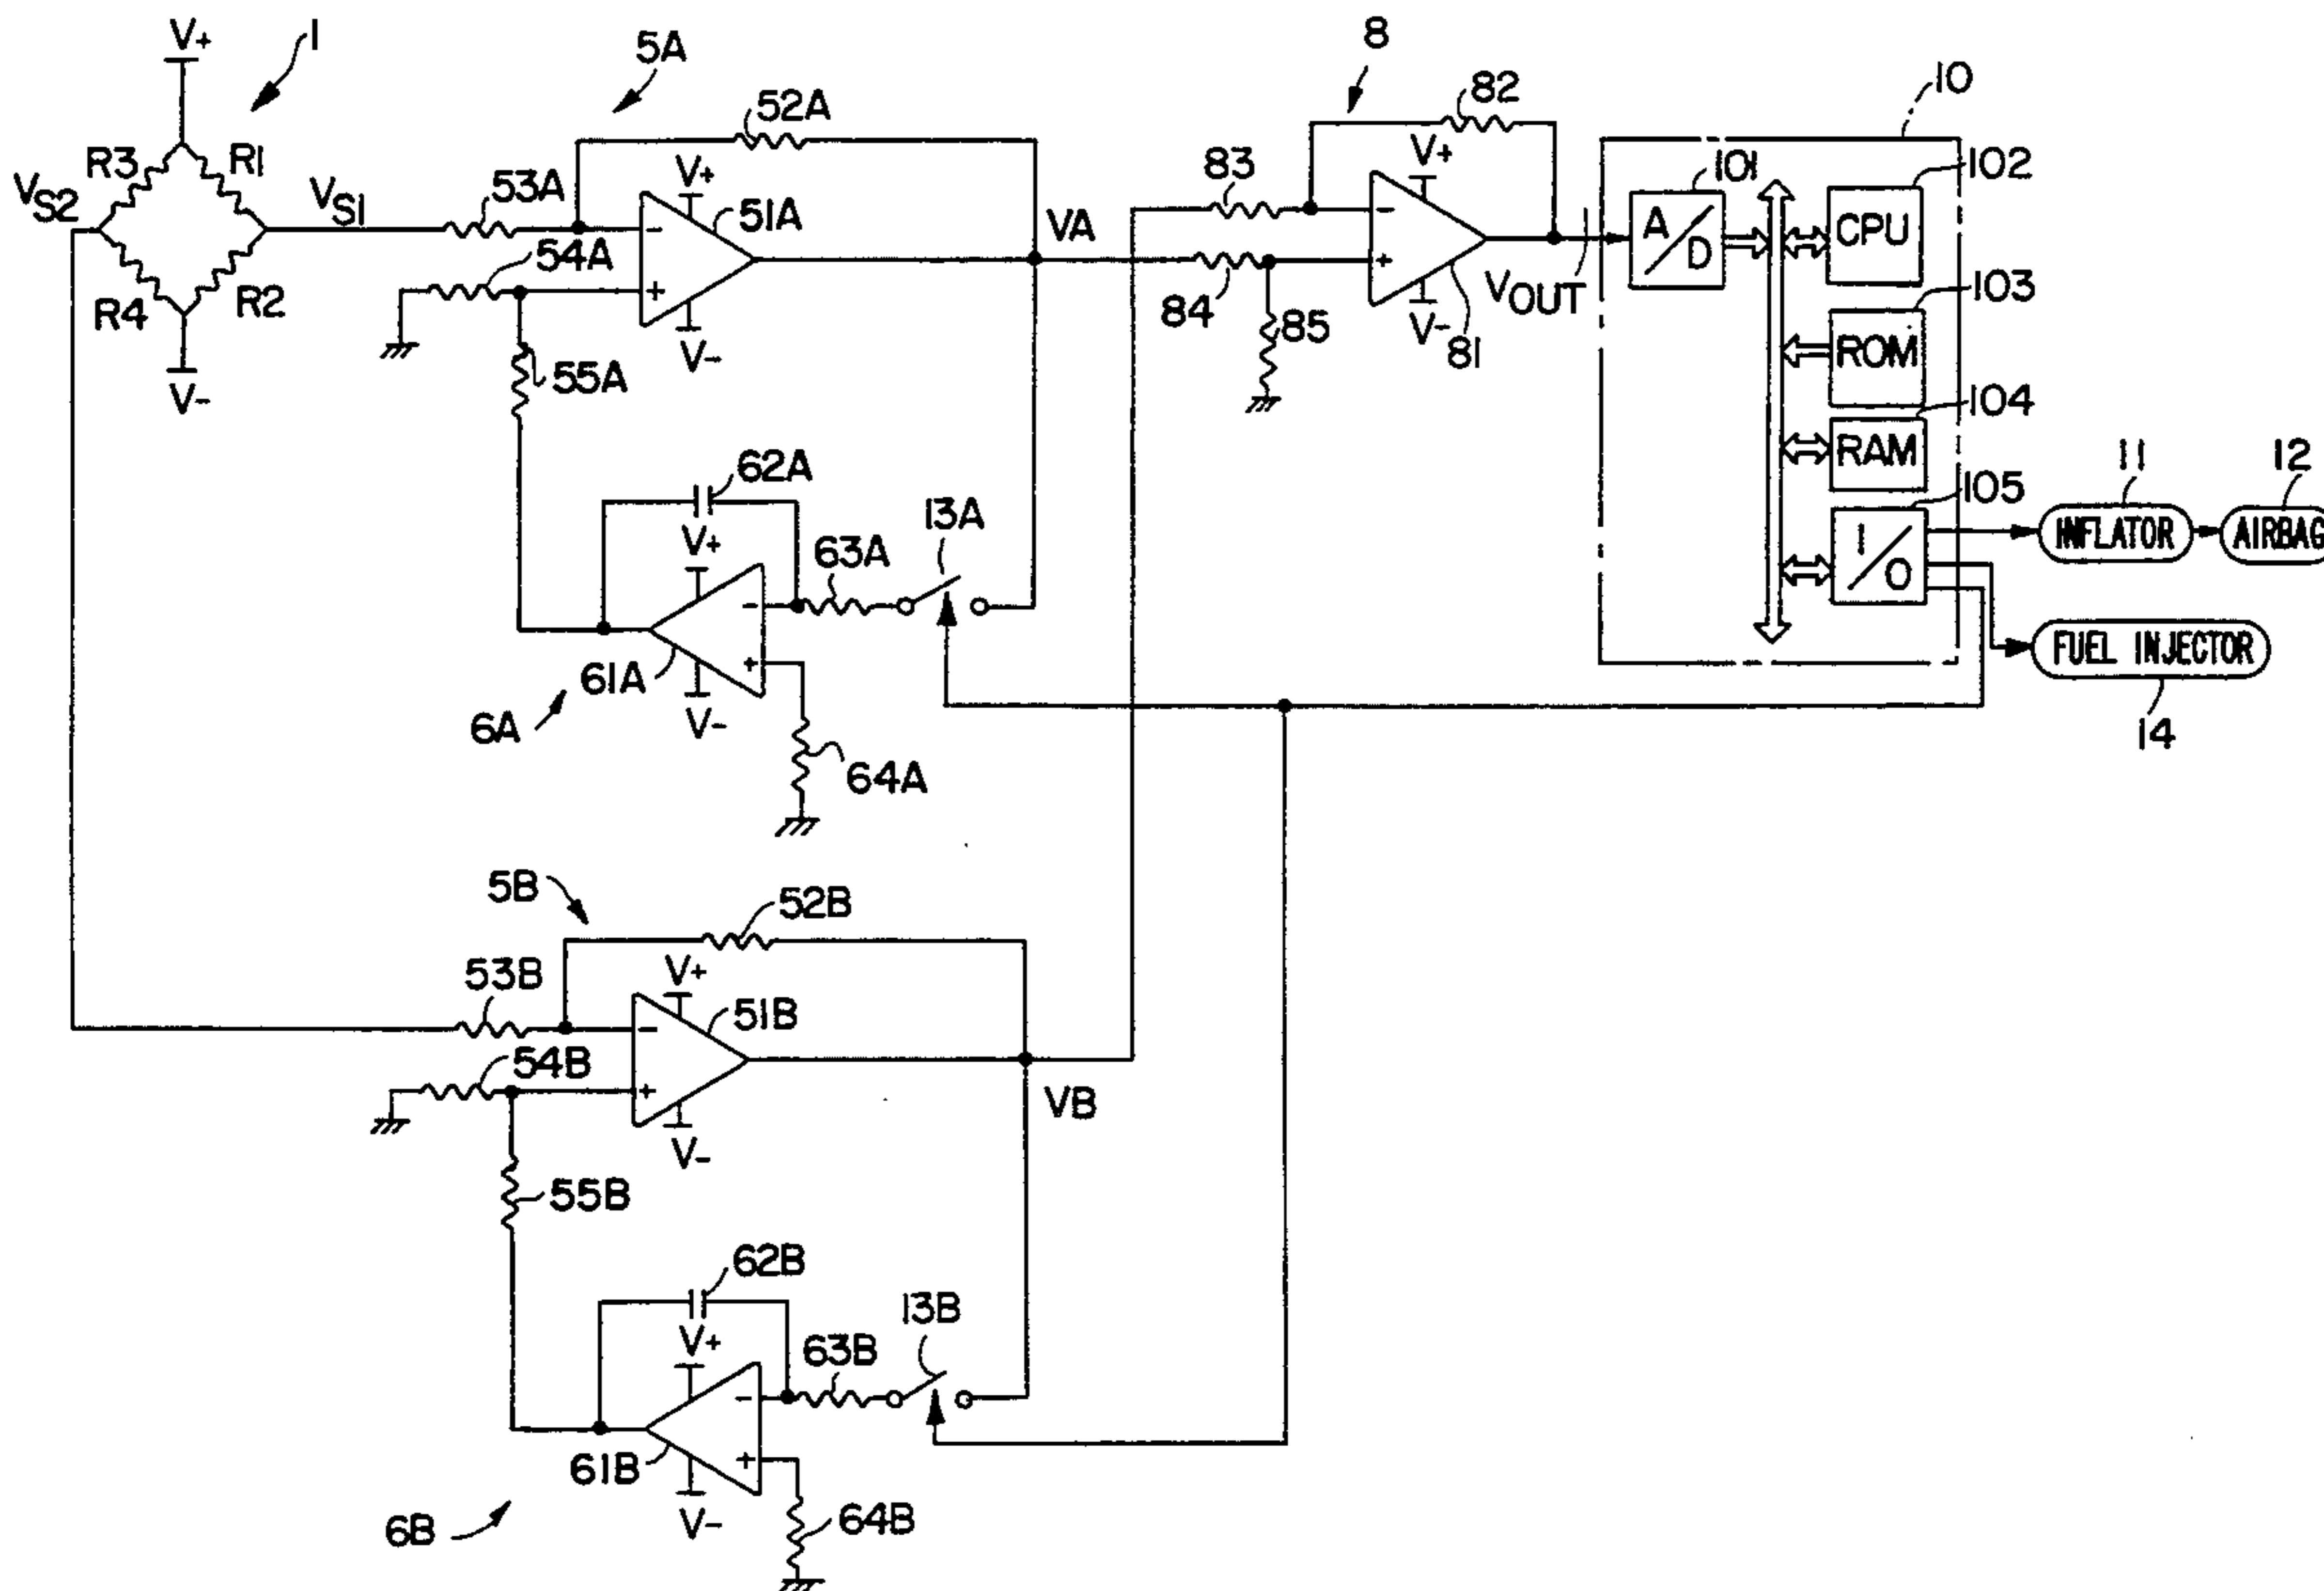 V+
1
R3
R1
VS2
VS1
R4
R2
V-
5A
52A
53A
V+
51A
-
54A
+
V-
55A
VA
62A
V+
63A
13A
-
+
61A
V-
6A
64A
8
82
83
V+
-
+
84
85
V-
81
VOUT
10
101
A/D
102
CPU
103
ROM
104
RAM
105
I/O
11
INFLATOR
12
AIRBAG
FUEL INJECTOR
14
5B
52B
53B
V+
51B
-
54B
+
V-
55B
VB
62B
V+
63B
13B
-
+
61B
V-
6B
64B